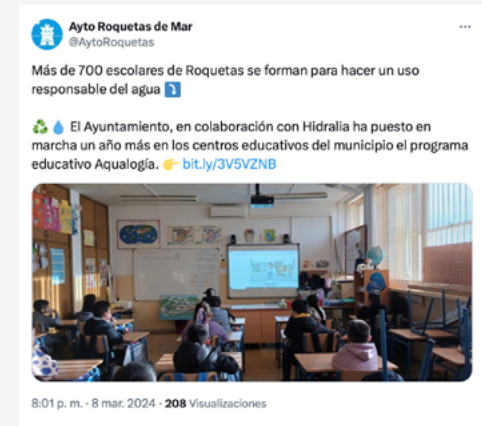 Ayto Roquetas de Mar
@AytoRoquetas
Más de 700 escolares de Roquetas se forman para hacer un uso
responsable del agua ⤵️
♻️💧 El Ayuntamiento, en colaboración con Hidralia ha puesto en
marcha un año más en los centros educativos del municipio el programa
educativo Aqualogía. 👉 bit.ly/3V5VZNB
8:01 p. m. · 8 mar. 2024 · 208 Visualizaciones